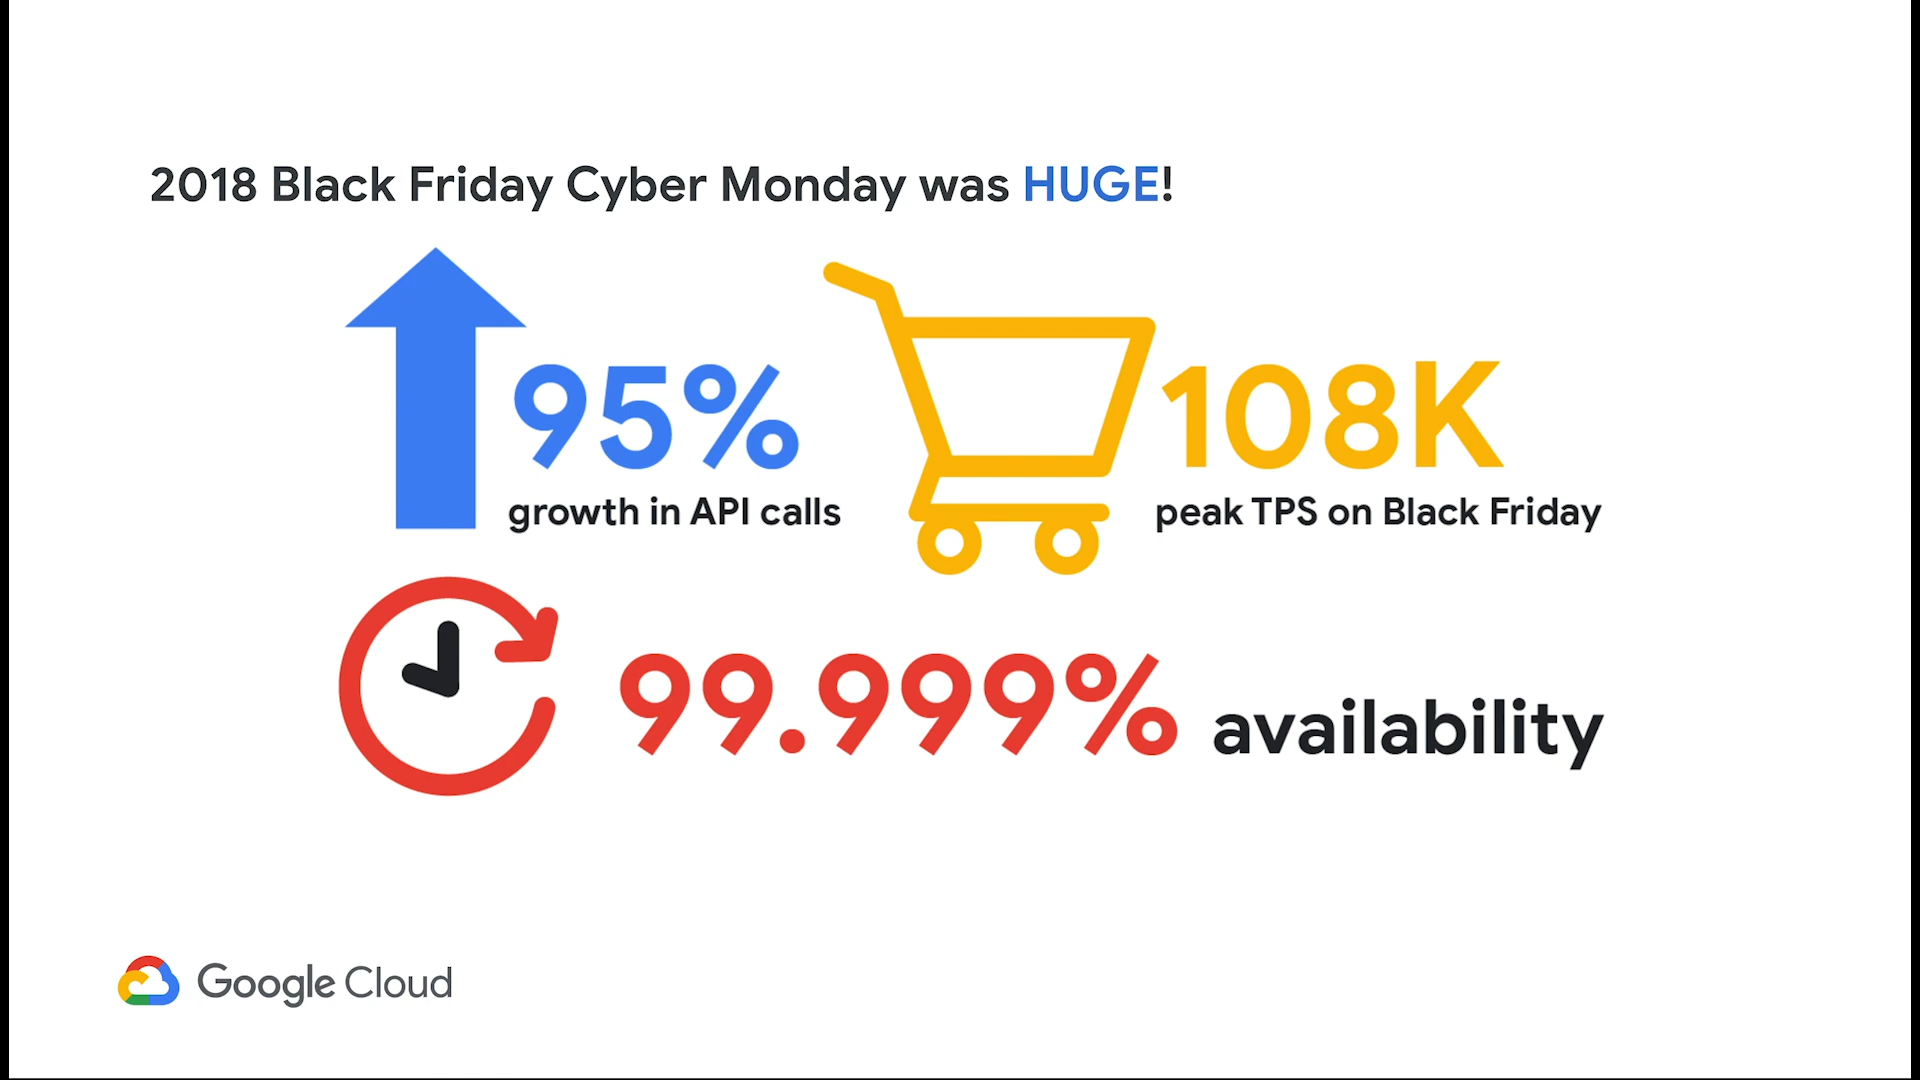 2018 Black Friday Cyber Monday was HUGE!
95%
growth in API calls
108K
peak TPS on Black Friday
99.999% availability
Google Cloud